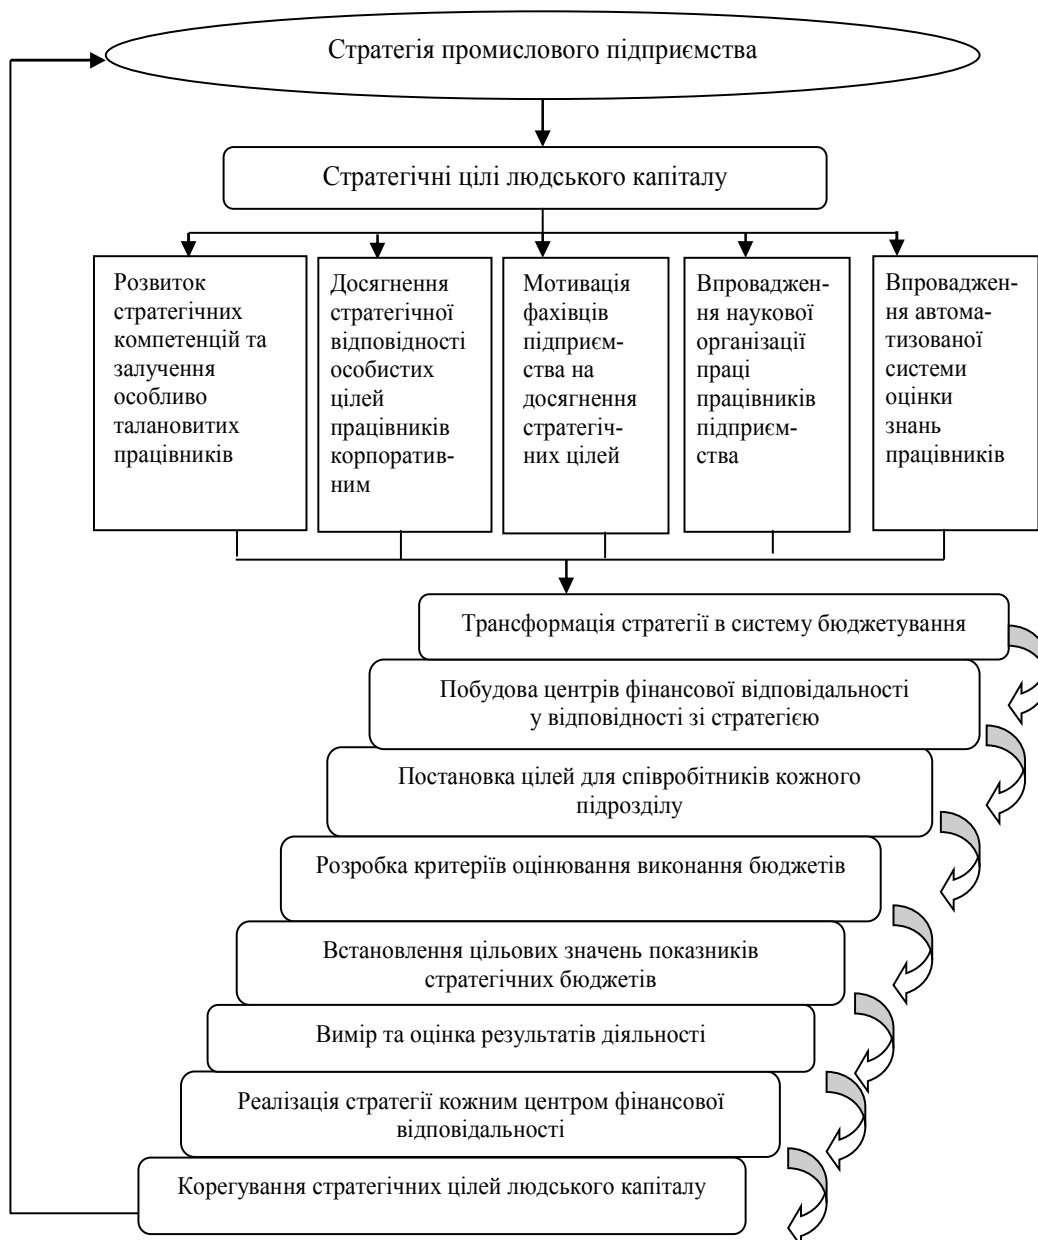 Стратегія промислового підприємства
Стратегічні цілі людського капіталу
Розвиток
стратегічних
компетенцій та
залучення
особливо
талановитих
працівників
Досягнення
стратегічної
відповідності
особистих
цілей
працівників
корпоратив-
ним
Мотивація
фахівців
підприєм-
ства на
досягнення
стратегіч-
них цілей
Впроваджен-
ня наукової
організації
праці
працівників
підприєм-
ства
Впроваджен-
ня автома-
тизованої
системи
оцінки
знань
працівників
Трансформація стратегії в систему бюджетування
Побудова центрів фінансової відповідальності
у відповідності зі стратегією
Постановка цілей для співробітників кожного
підрозділу
Розробка критеріїв оцінювання виконання бюджетів
Встановлення цільових значень показників
стратегічних бюджетів
Вимір та оцінка результатів діяльності
Реалізація стратегії кожним центром фінансової
відповідальності
Корегування стратегічних цілей людського капіталу